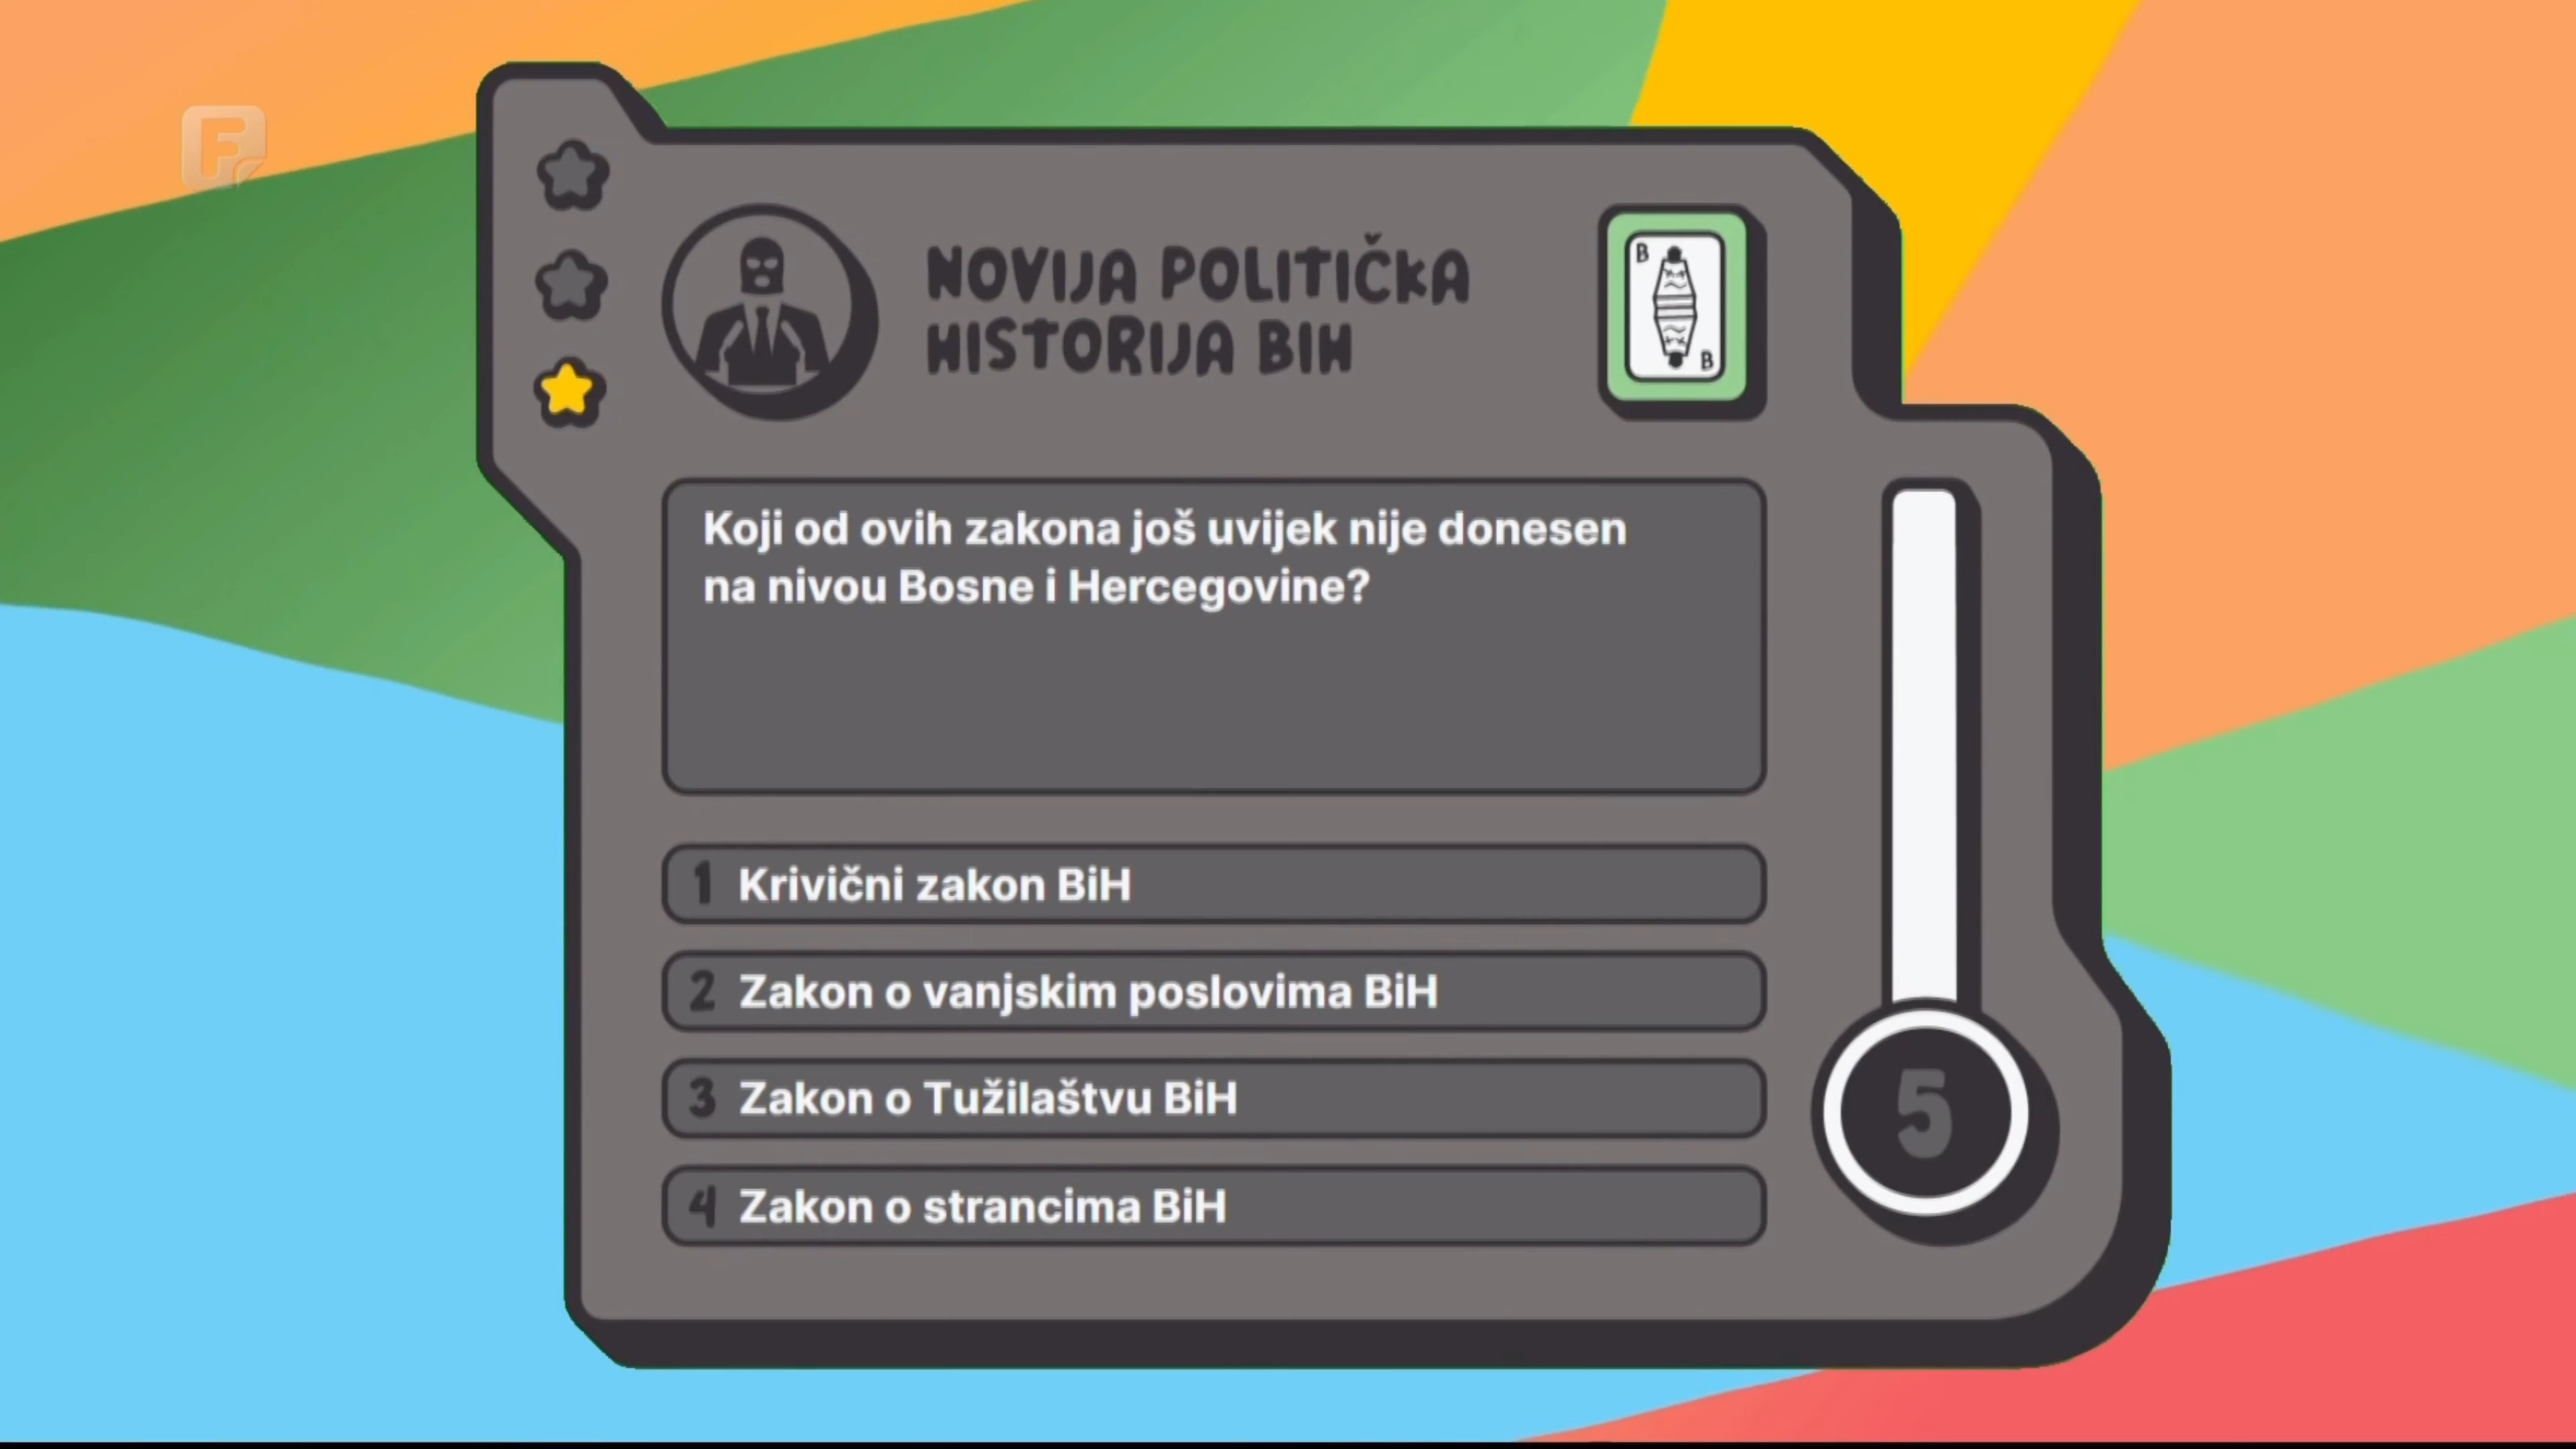 F
NOVIJA POLITIČKA
HISTORIJA BIH
B
B
Koji od ovih zakona još uvijek nije donesen
na nivou Bosne i Hercegovine?
1 Krivični zakon BiH
2 Zakon o vanjskim poslovima BiH
3 Zakon o Tužilaštvu BiH
4 Zakon o strancima BiH
5